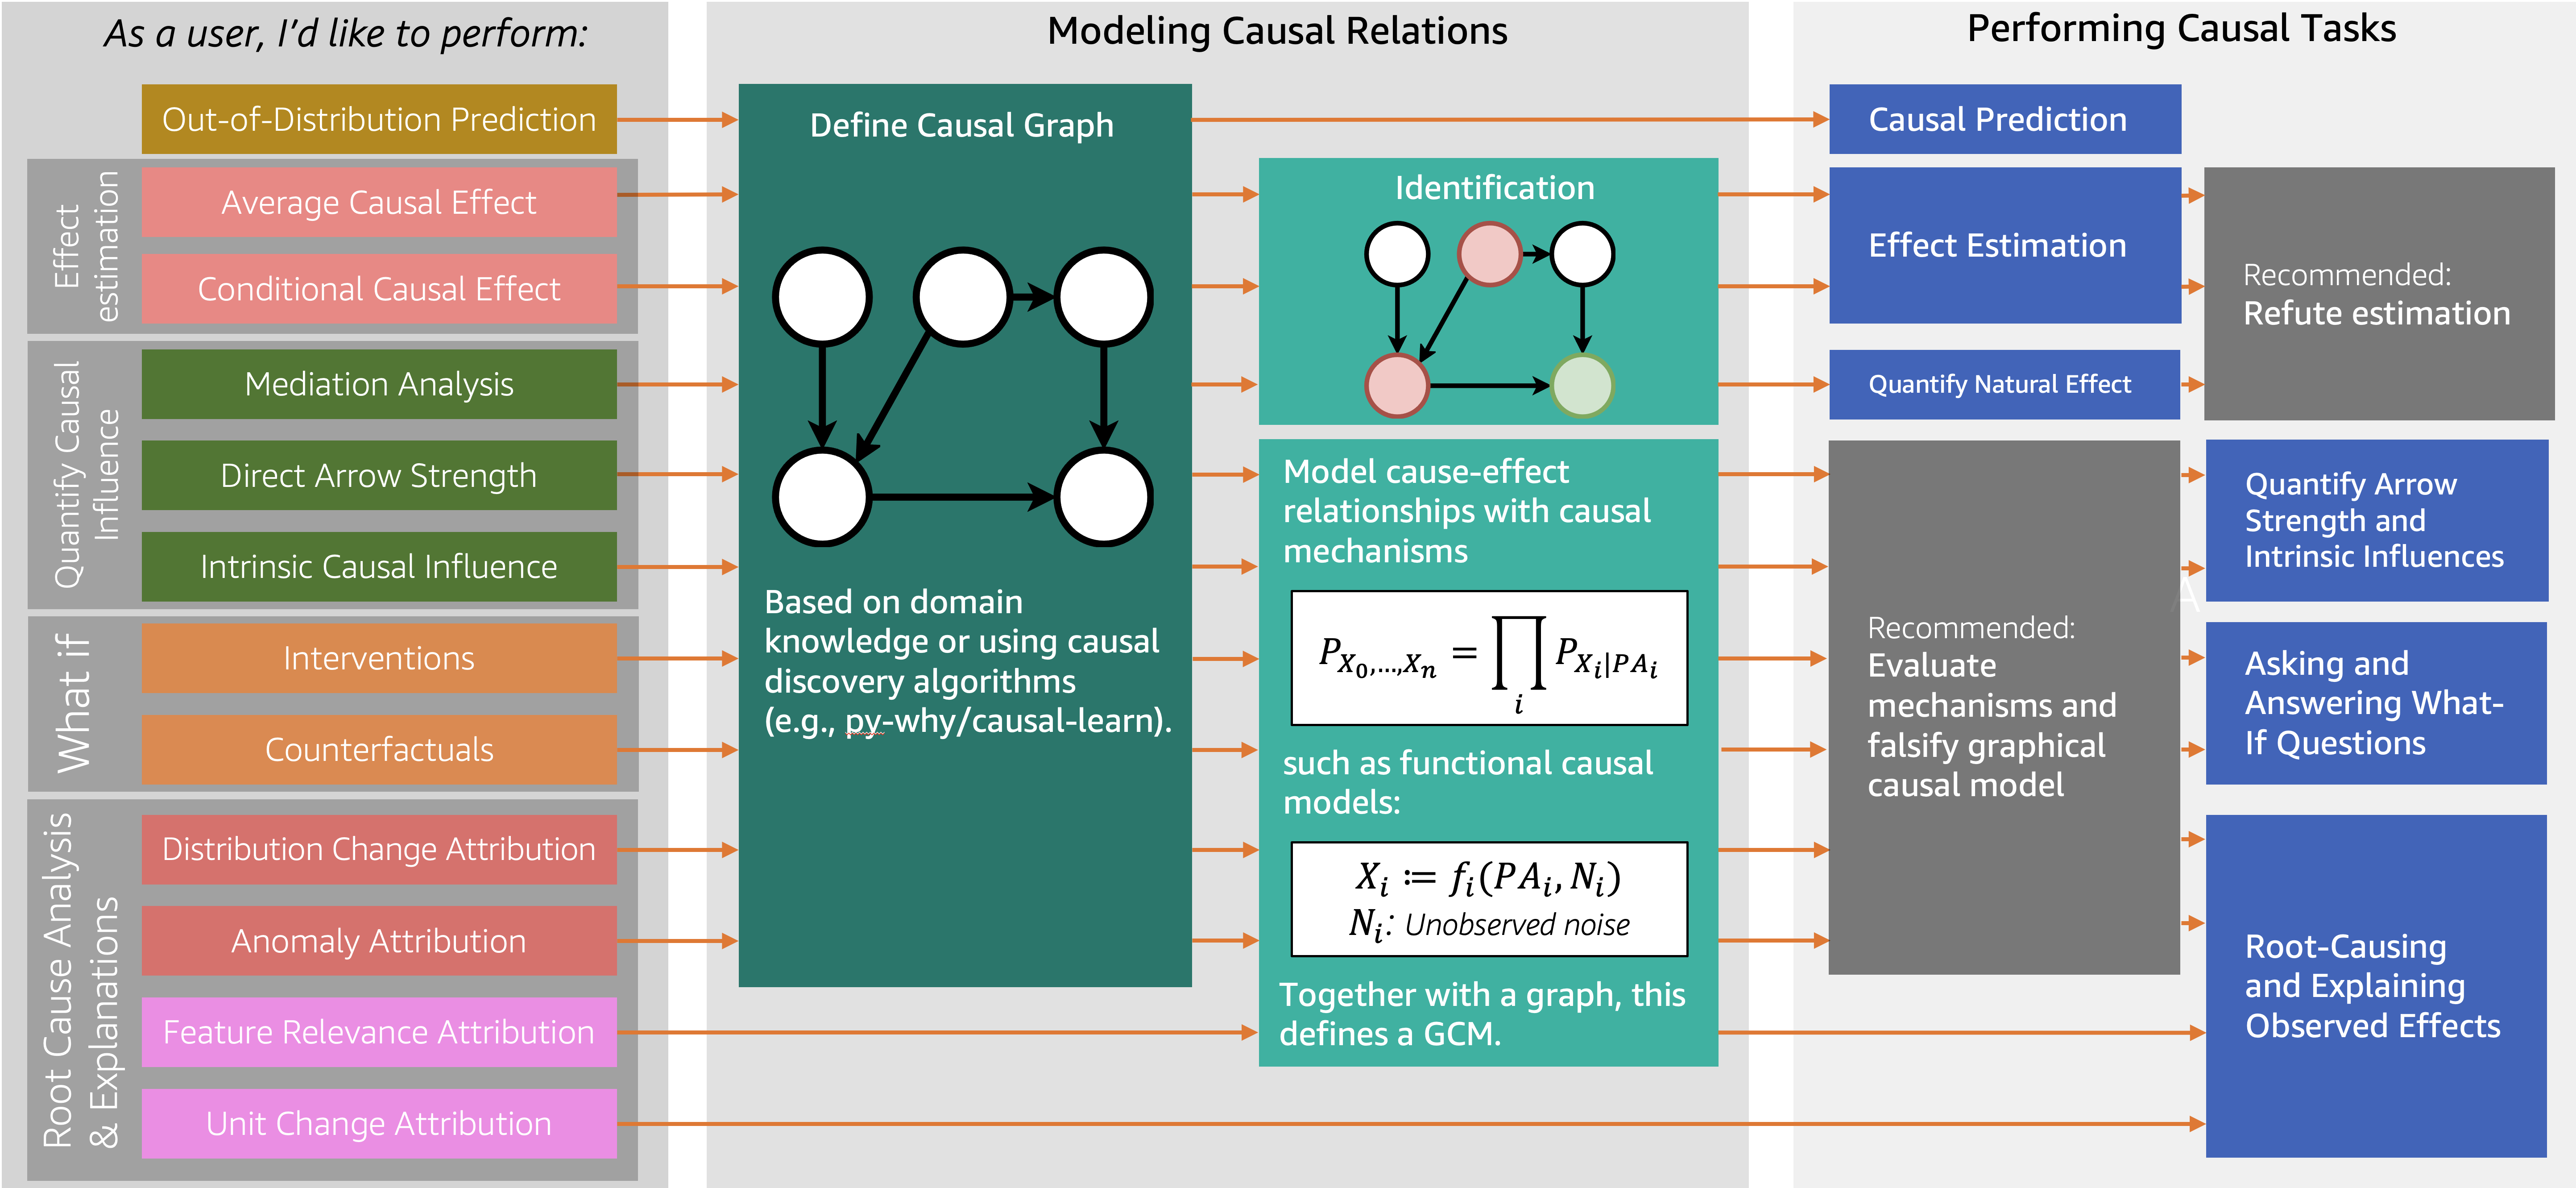 As a user, I'd like to perform:
Out-of-Distribution Prediction
Effect
estimation
Average Causal Effect
Conditional Causal Effect
Quantify Causal
Influence
Mediation Analysis
Direct Arrow Strength
Intrinsic Causal Influence
What if
Interventions
Counterfactuals
Root Cause Analysis
& Explanations
Distribution Change Attribution
Anomaly Attribution
Feature Relevance Attribution
Unit Change Attribution
Modeling Causal Relations
Define Causal Graph
Based on domain
knowledge or using causal
discovery algorithms
(e.g., py-why/causal-learn).
Identification
Model cause-effect
relationships with causal
mechanisms
P_{X_0,…,X_n} = ∏_i P_{X_i|PA_i}
such as functional causal
models:
X_i ≔ f_i(PA_i, N_i)
N_i: Unobserved noise
Together with a graph, this
defines a GCM.
Performing Causal Tasks
Causal Prediction
Effect Estimation
Quantify Natural Effect
Recommended:
Refute estimation
Recommended:
Evaluate
mechanisms and
falsify graphical
causal model
A
Quantify Arrow
Strength and
Intrinsic Influences
Asking and
Answering What-
If Questions
Root-Causing
and Explaining
Observed Effects